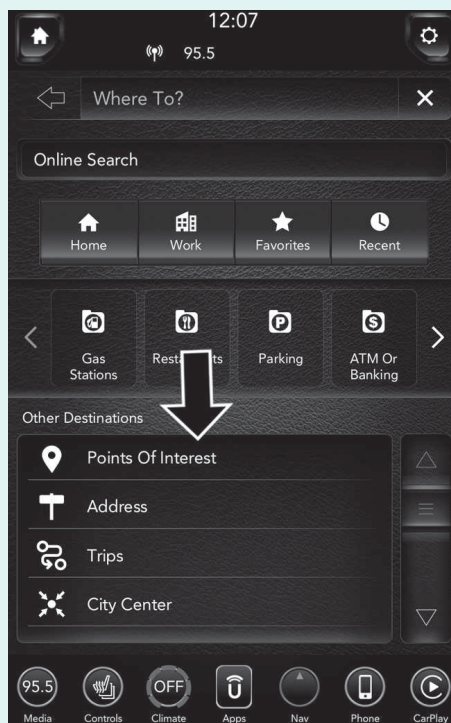 12:07
95.5
Where To?
Online Search
Home Work Favorites Recent
Gas Stations Parking ATM Or Banking
Other Destinations
Points Of Interest
Address
Trips
City Center
95.5 OFF
Media Controls Climate Apps Nav Phone CarPlay